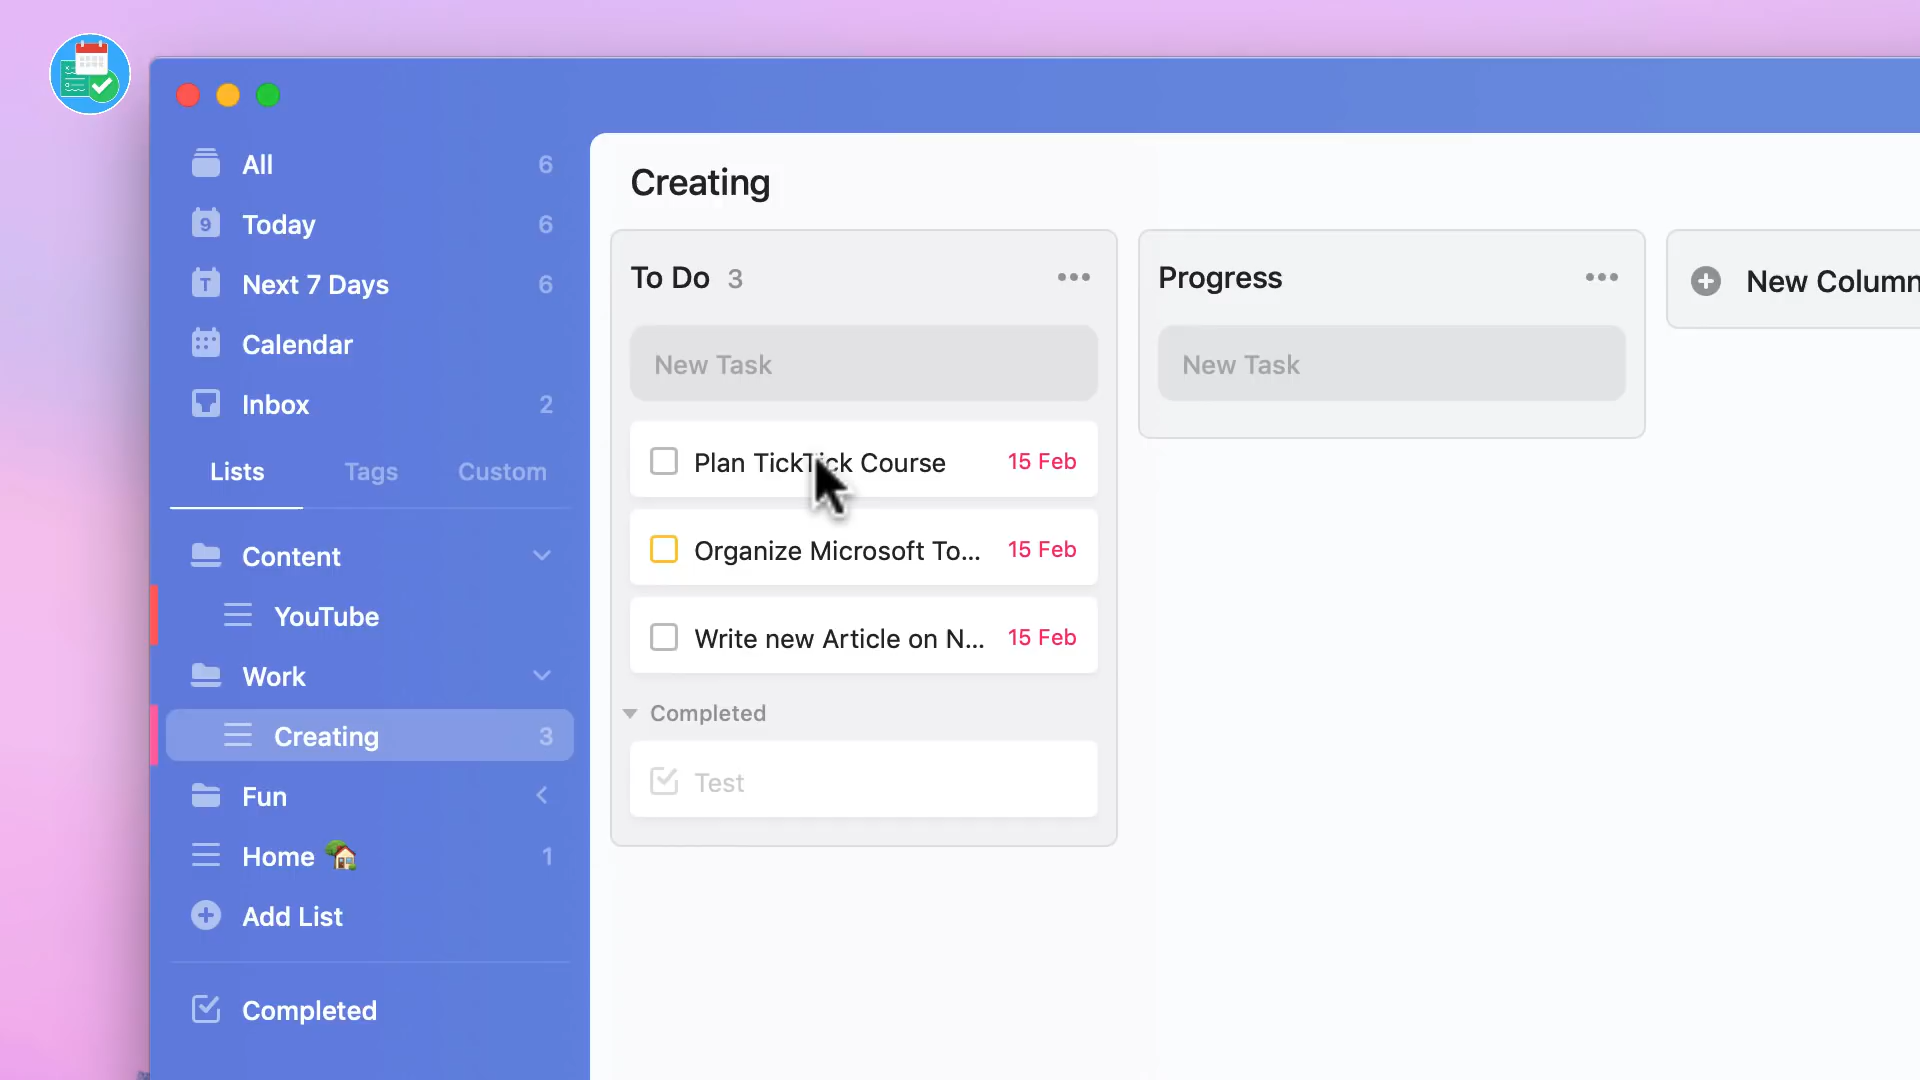 All 6
9 Today 6
T Next 7 Days 6
Calendar
Inbox 2
Lists Tags Custom
Content
YouTube
Work
Creating 3
Fun
Home 1
Add List
Completed
Creating
To Do 3
New Task
Plan TickTick Course 15 Feb
Organize Microsoft To... 15 Feb
Write new Article on N... 15 Feb
Completed
Test
Progress
New Task
New Column